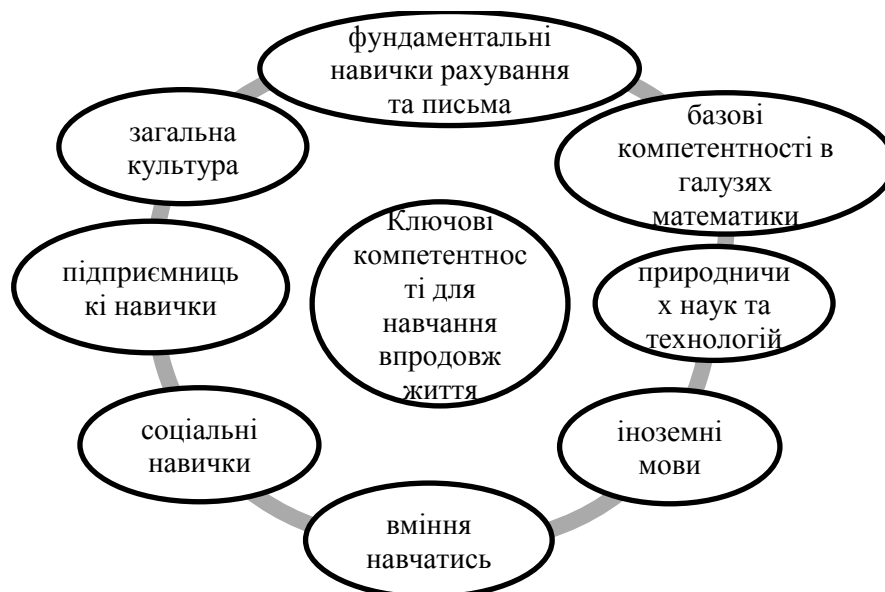 фундаментальні
навички рахування
та письма
базові
компетентності в
галузях
математики
природничи
х наук та
технологій
іноземні
мови
вміння
навчатись
соціальні
навички
підприємниць
кі навички
загальна
культура
Ключові
компетентнос
ті для
навчання
впродовж
життя